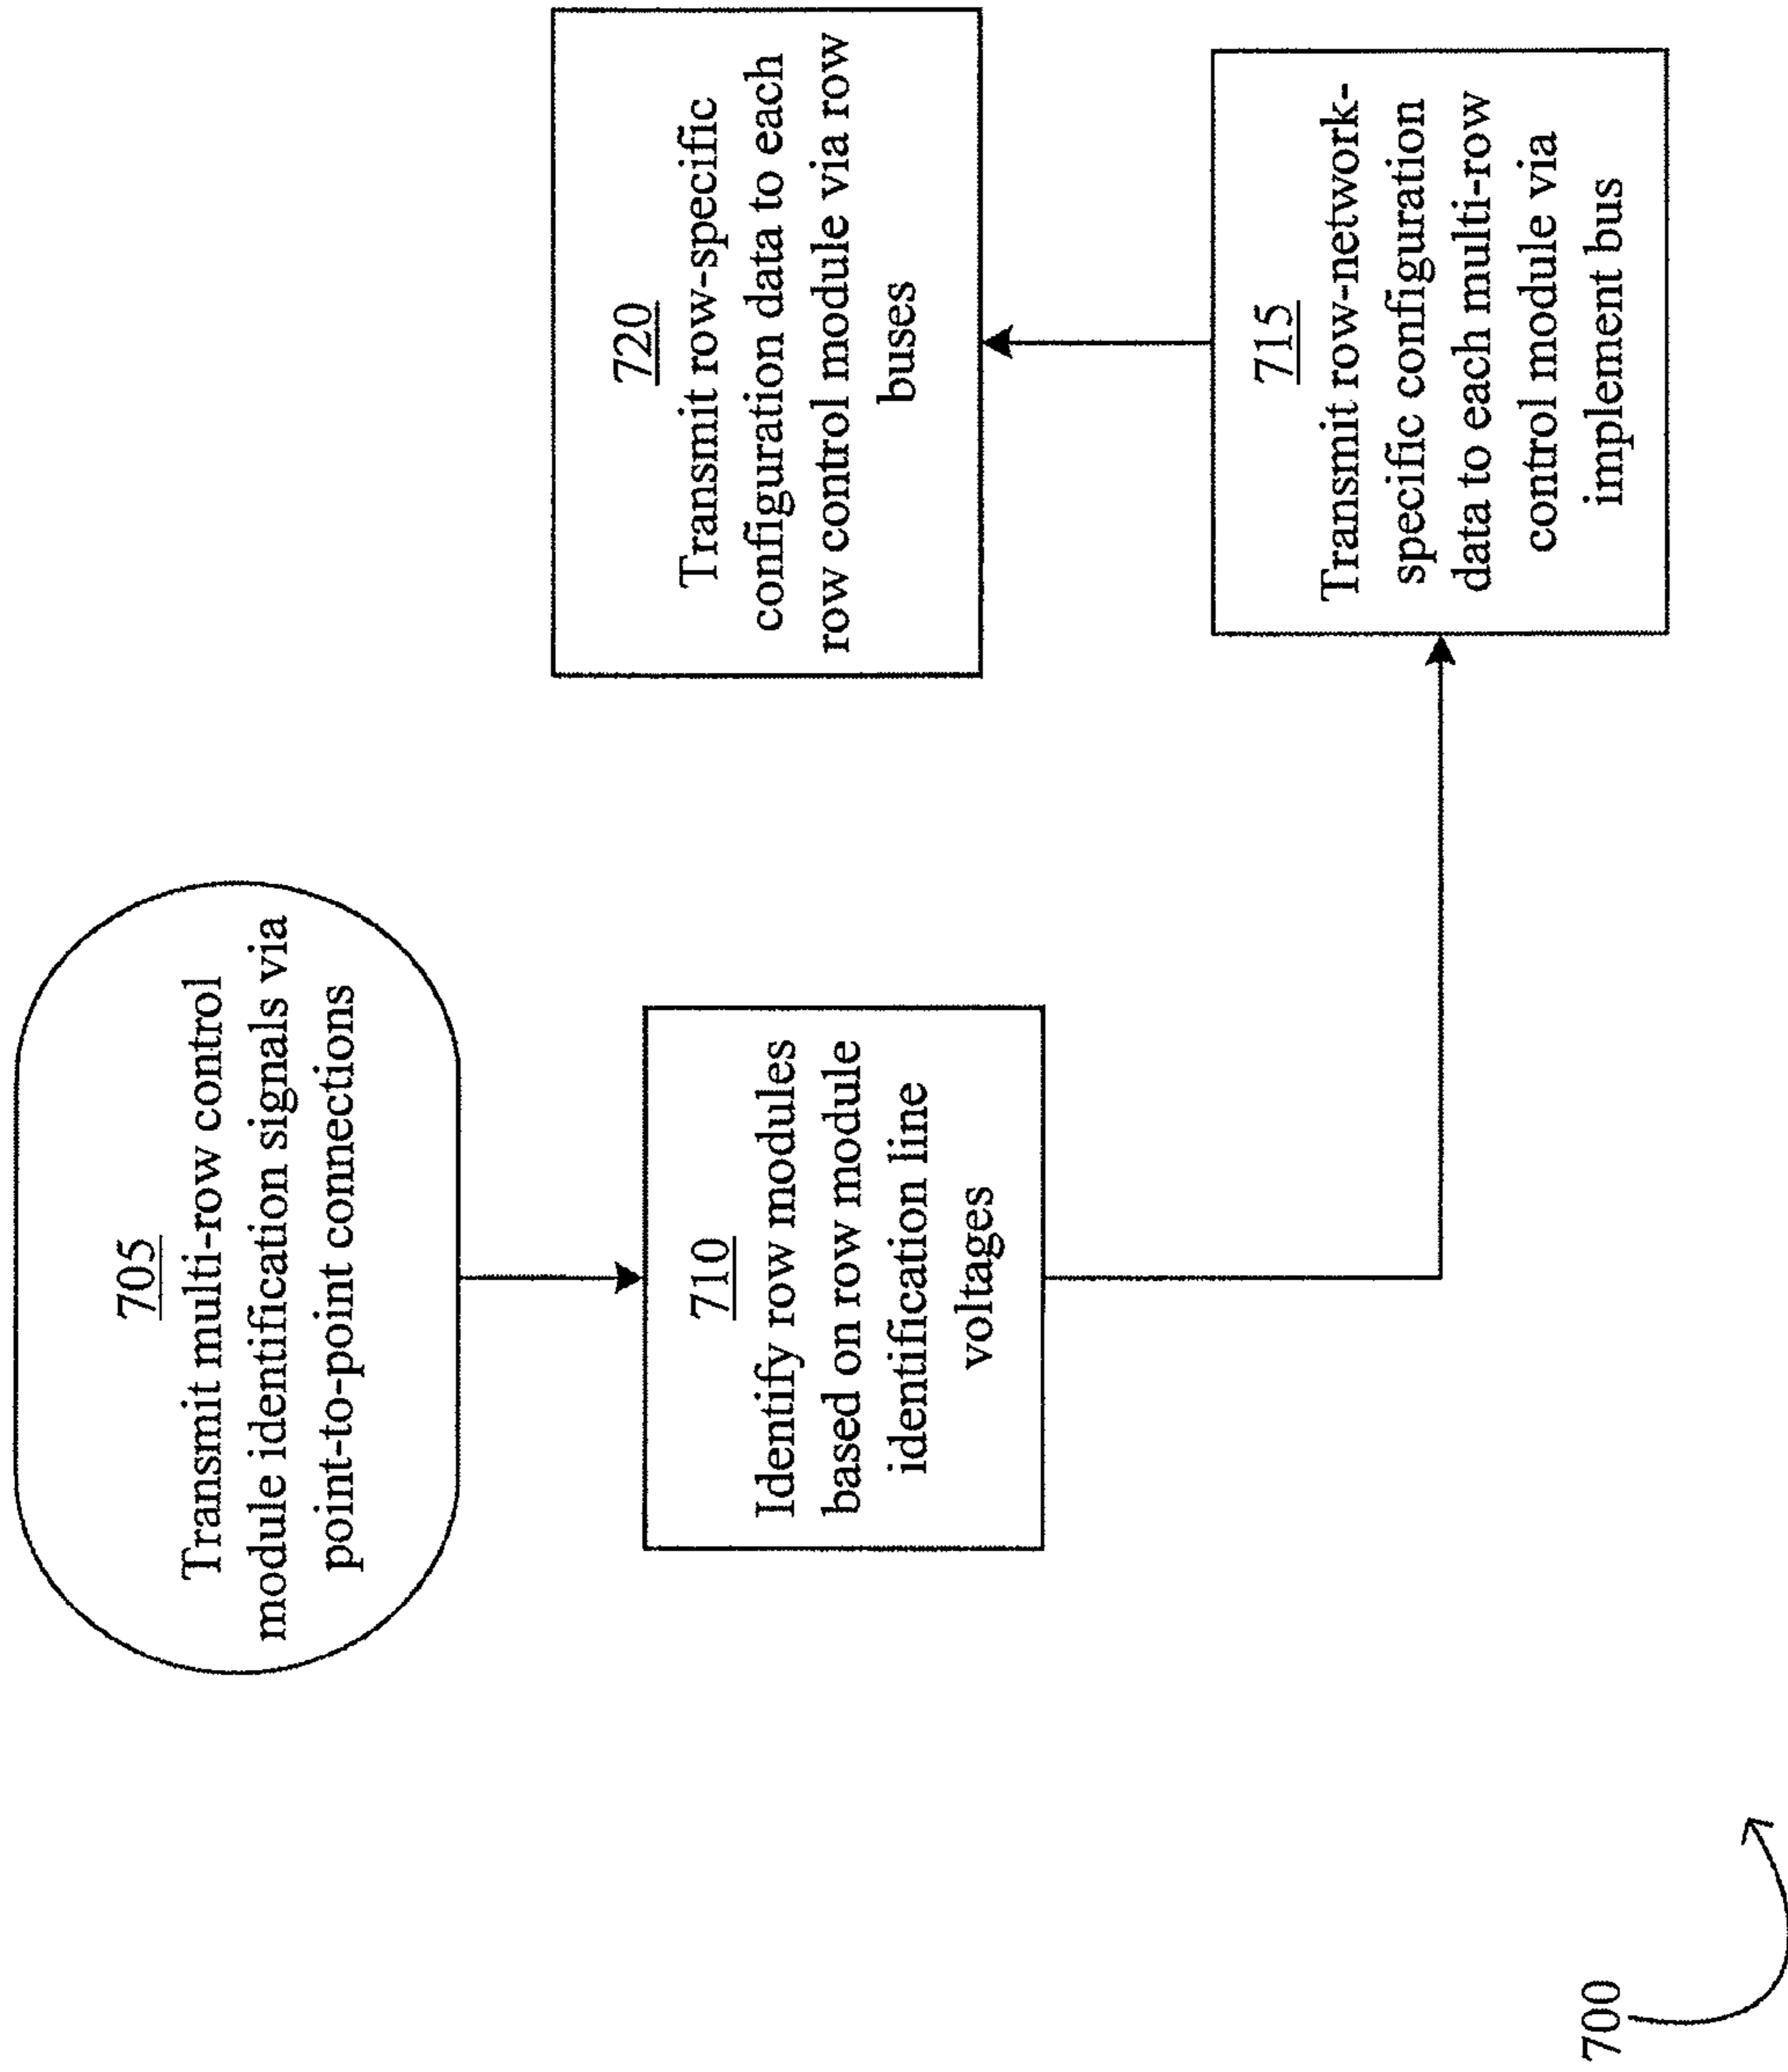 705
Transmit multi-row control
module identification signals via
point-to-point connections
710
Identify row modules
based on row module
identification line
voltages
715
Transmit row-network-
specific configuration
data to each multi-row
control module via
implement bus
720
Transmit row-specific
configuration data to each
row control module via row
buses
700